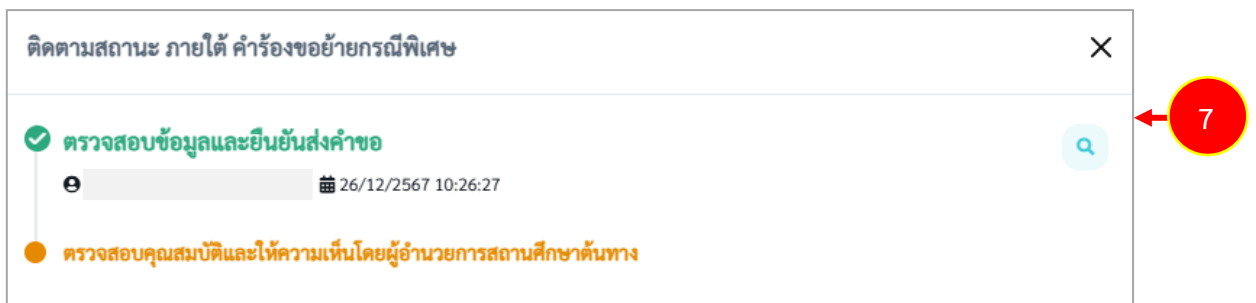 ติดตามสถานะ ภายใต้ คำร้องขอย้ายกรณีพิเศษ
7
ตรวจสอบข้อมูลและยืนยันส่งคำขอ
26/12/2567 10:26:27
ตรวจสอบคุณสมบัติและให้ความเห็นโดยผู้อำนวยการสถานศึกษาต้นทาง